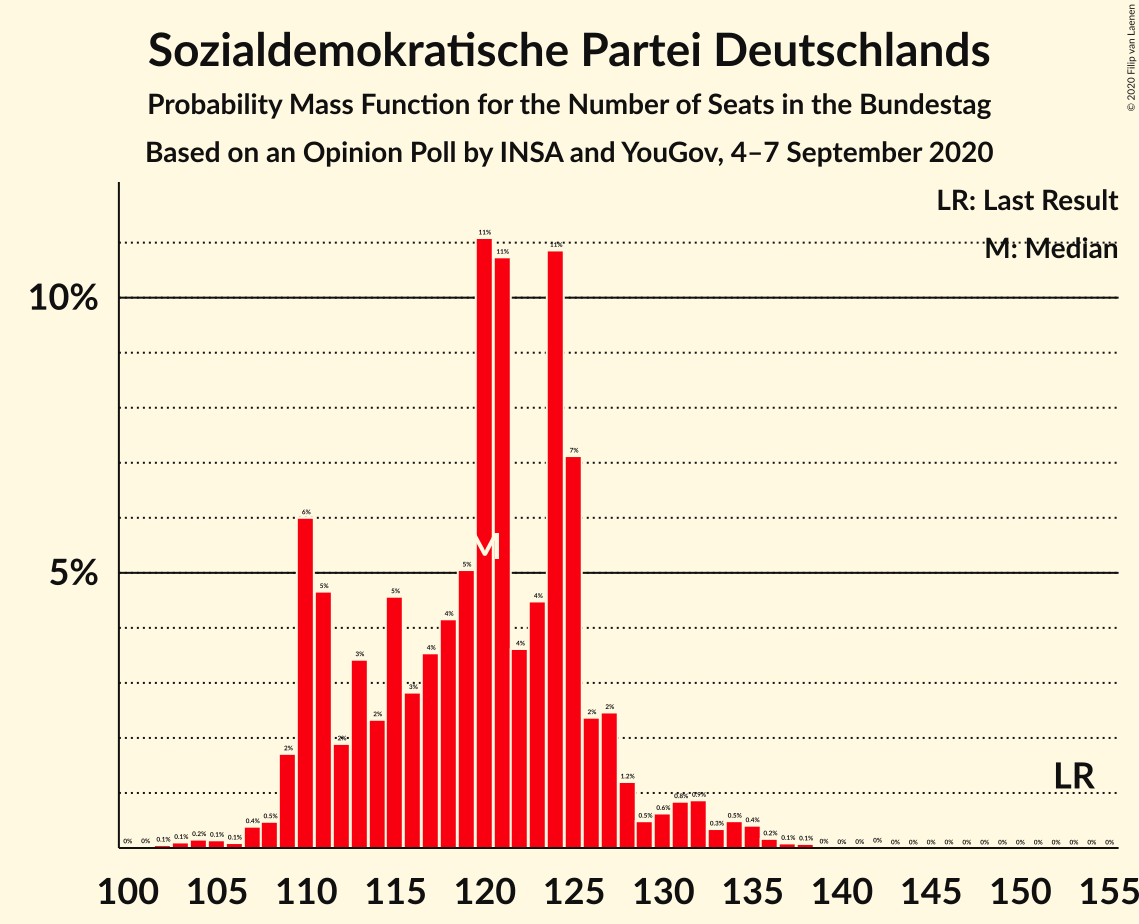 © 2020 Filip van Laenen
Sozialdemokratische Partei Deutschlands
Probability Mass Function for the Number of Seats in the Bundestag
Based on an Opinion Poll by INSA and YouGov, 4–7 September 2020
LR: Last Result
M: Median
10%
5%
0% 0% 0.1% 0.1% 0.2% 0.1% 0.1% 0.4% 0.5% 2% 6% 5% 2% 3% 2% 5% 3% 4% 4% 5% 11% 11% 4% 4% 11% 7% 2% 2% 1.2% 0.5% 0.6% 0.8% 0.9% 0.3% 0.5% 0.4% 0.2% 0.1% 0.1% 0% 0% 0% 0% 0% 0% 0% 0% 0% 0% 0% 0% 0% 0% 0% 0% 0%
M
LR
100 105 110 115 120 125 130 135 140 145 150 155